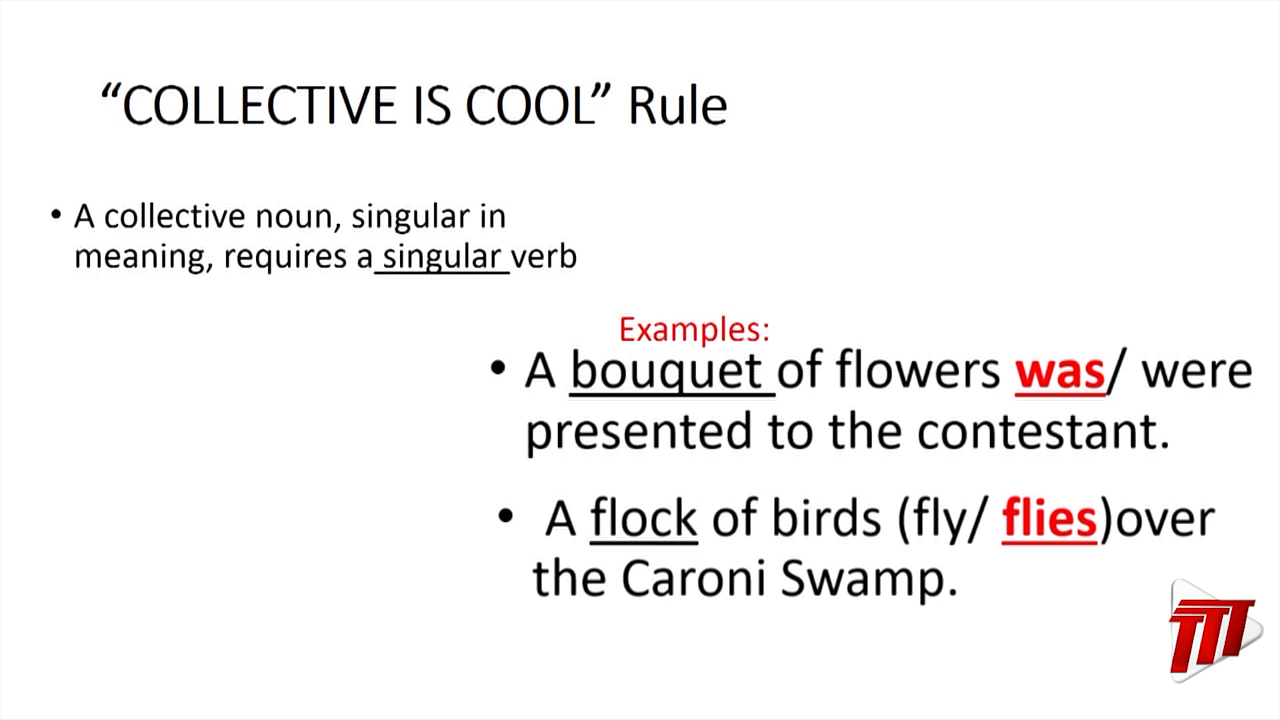 “COLLECTIVE IS COOL” Rule
• A collective noun, singular in
meaning, requires a singular verb
Examples:
• A bouquet of flowers was/ were
presented to the contestant.
• A flock of birds (fly/ flies)over
the Caroni Swamp.
TTT